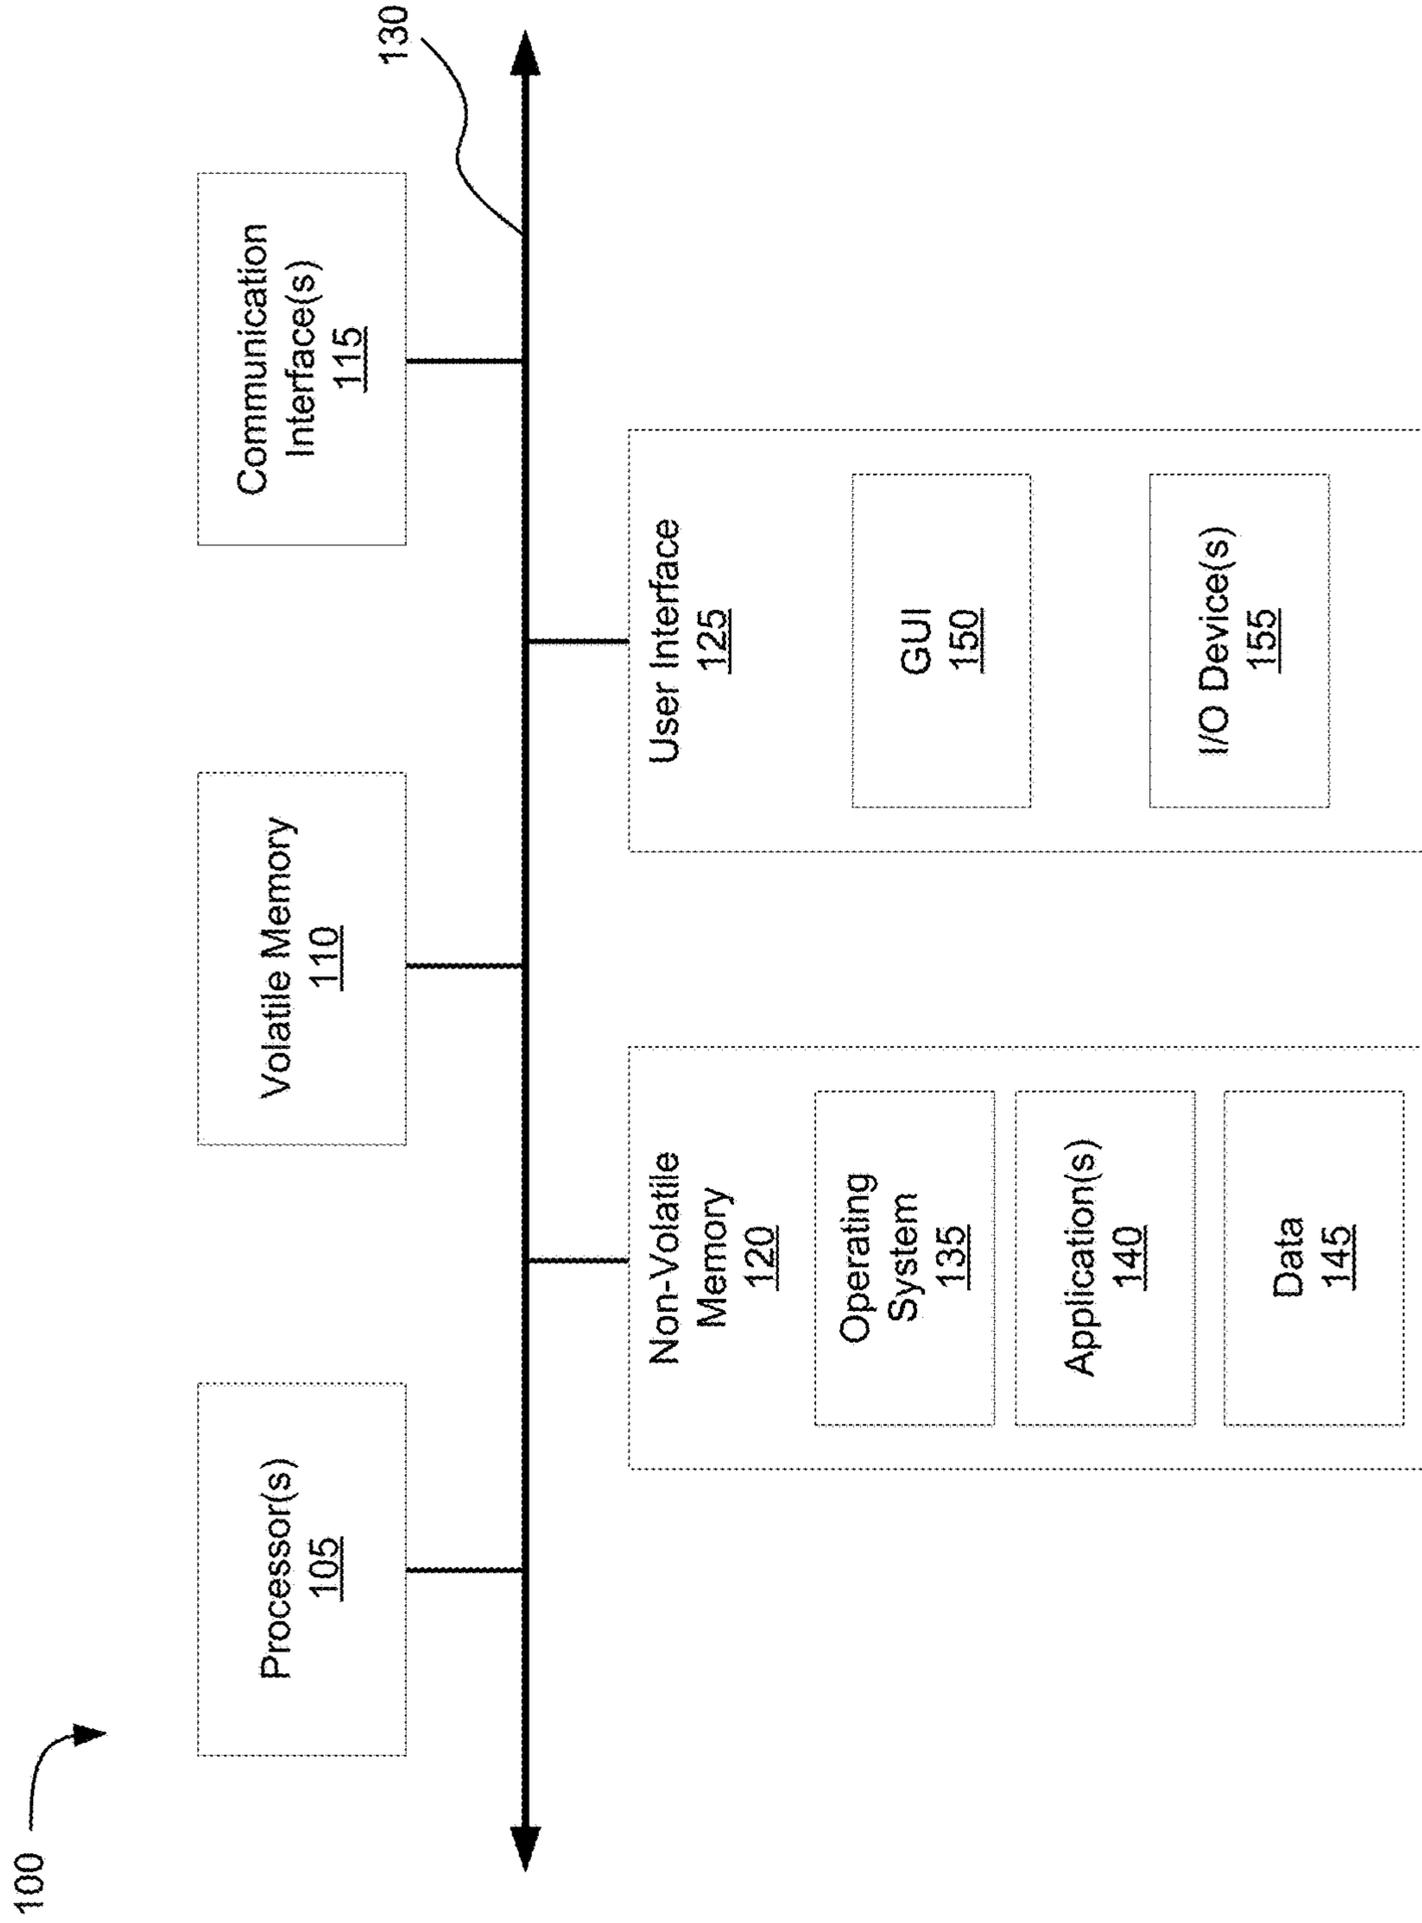 100
Processor(s)
105
Volatile Memory
110
Communication
Interface(s)
115
130
Non-Volatile
Memory
120
Operating
System
135
Application(s)
140
Data
145
User Interface
125
GUI
150
I/O Device(s)
155